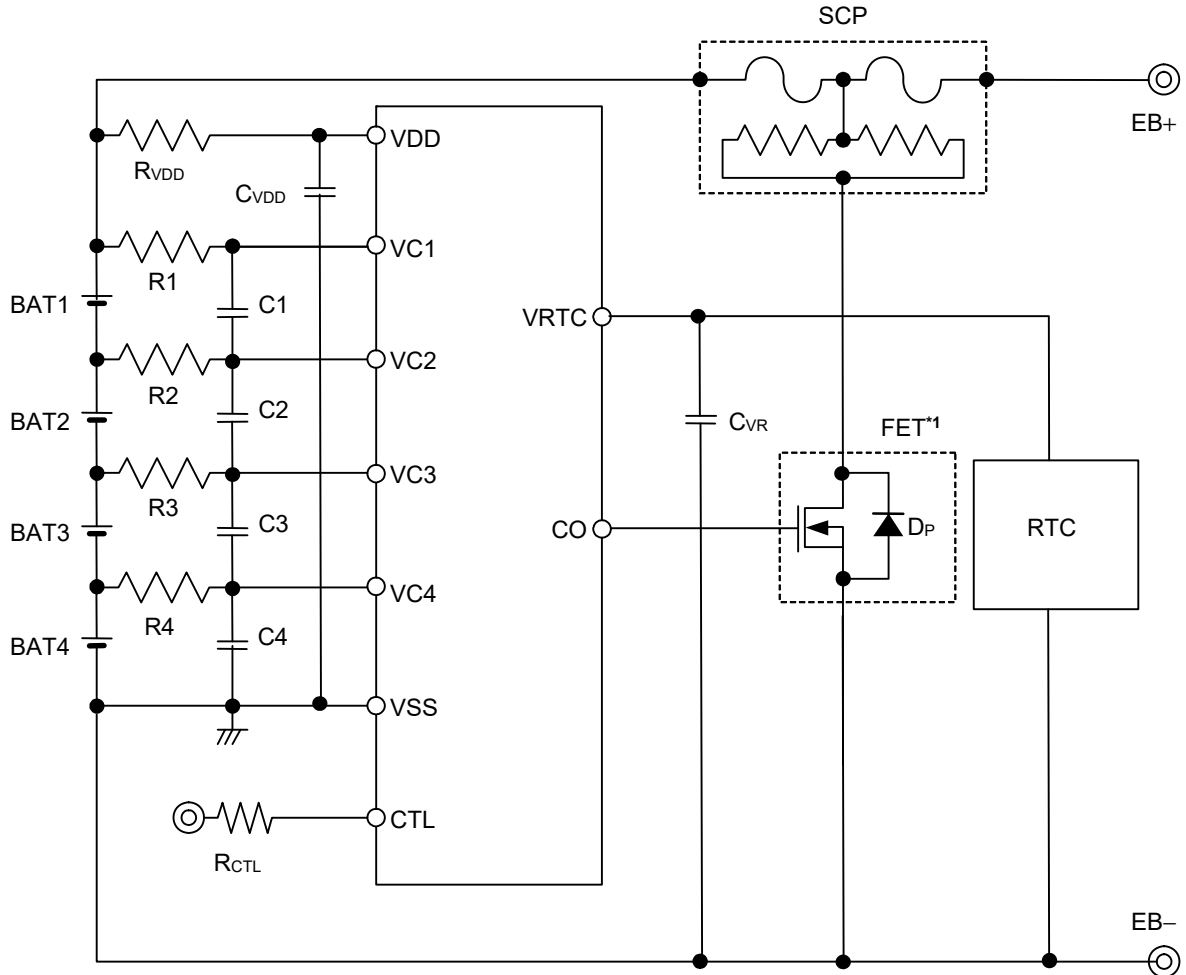 SCP
EB+
VDD
RVDD
CVDD
VC1
R1
BAT1
C1
VRTC
VC2
R2
BAT2
C2
CVR
FET*1
VC3
R3
BAT3
C3
CO
DP
RTC
VC4
R4
BAT4
C4
VSS
CTL
RCTL
EB−